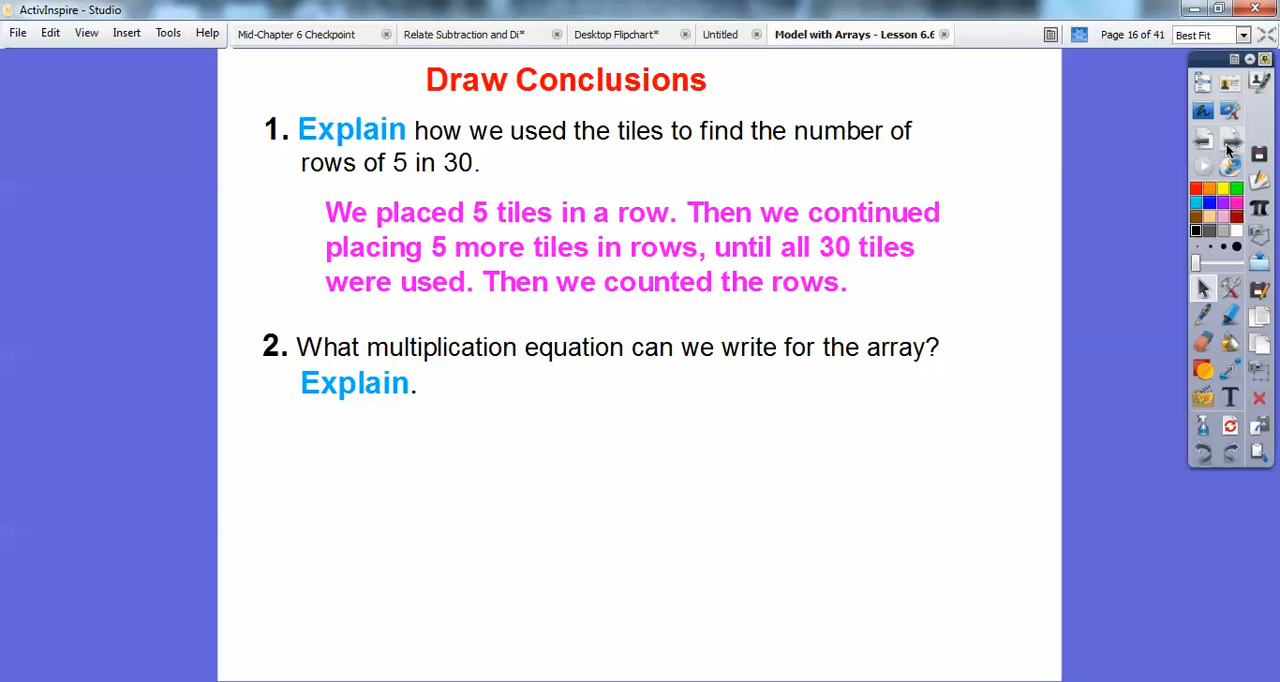 ActivInspire - Studio
File Edit View Insert Tools Help
Mid-Chapter 6 Checkpoint
Relate Subtraction and Di*
Desktop Flipchart*
Untitled
Model with Arrays - Lesson 6.6
Page 16 of 41
Best Fit
Draw Conclusions
1. Explain how we used the tiles to find the number of
rows of 5 in 30.
We placed 5 tiles in a row. Then we continued
placing 5 more tiles in rows, until all 30 tiles
were used. Then we counted the rows.
2. What multiplication equation can we write for the array?
Explain.